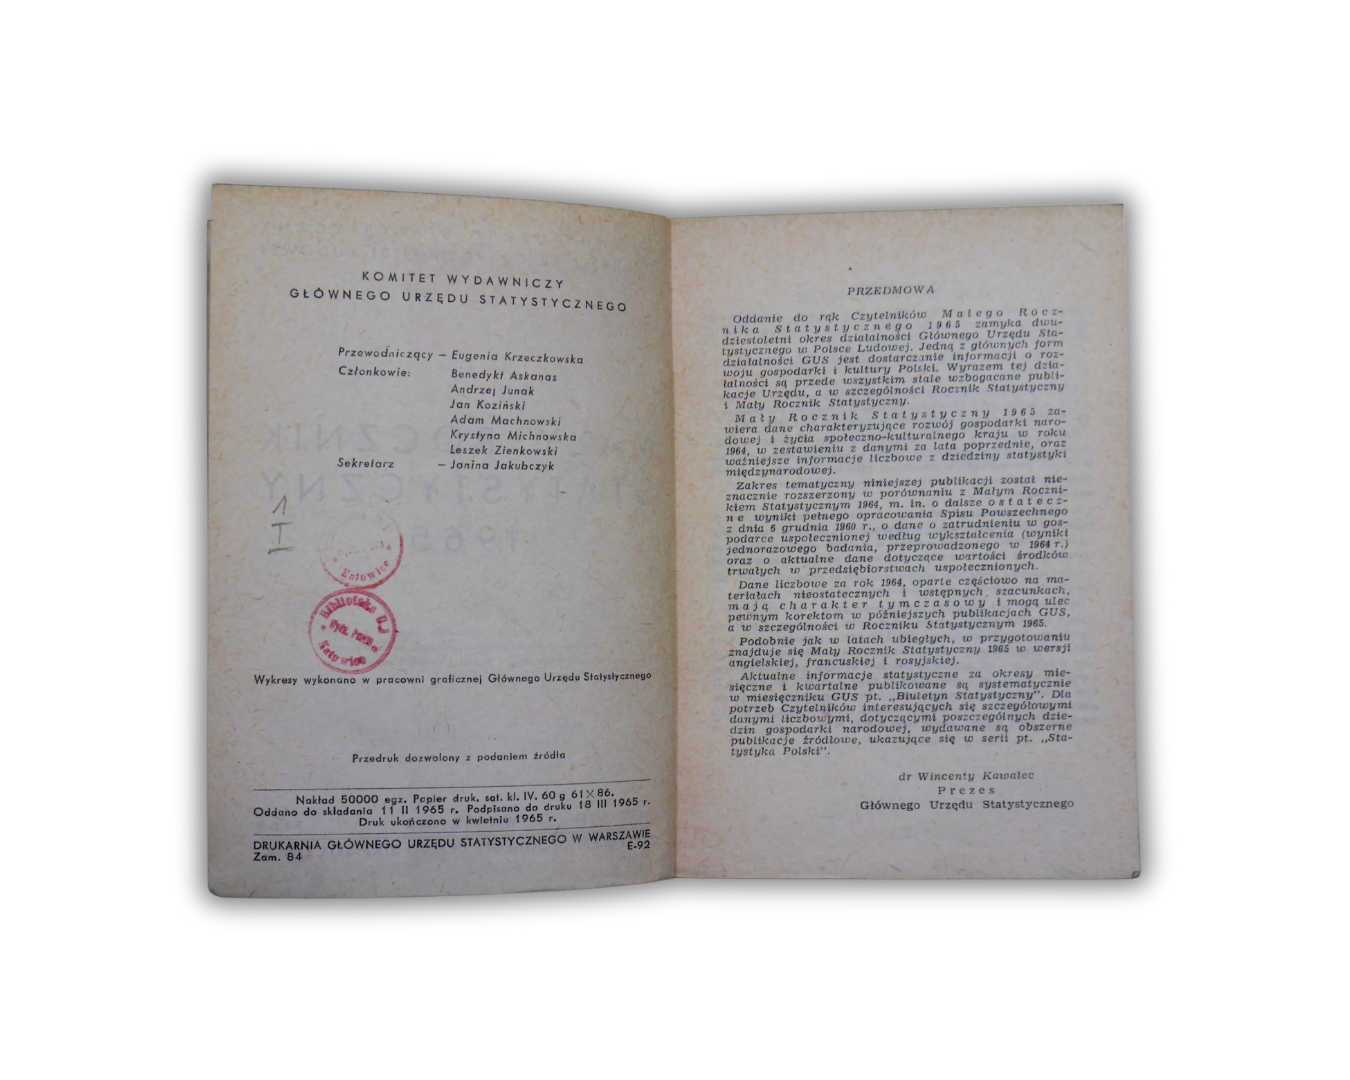 KOMITET WYDAWNICZY
GŁÓWNEGO URZĘDU STATYSTYCZNEGO
Przewodniczący – Eugenia Krzeczkowska
Członkowie: Benedykt Askanas
Andrzej Junak
Jan Koziński
Adam Machnowski
Krystyna Michnowska
Leszek Zienkowski
Sekretarz – Janina Jakubczyk
1
I
Katowice
Biblioteka U.J
Katowice
Wykresy wykonano w pracowni graficznej Głównego Urzędu Statystycznego
Przedruk dozwolony z podaniem źródła
Nakład 50000 egz. Papier druk. sat. kl. IV. 60 g 61×86.
Oddano do składania 11 II 1965 r. Podpisano do druku 18 III 1965 r.
Druk ukończono w kwietniu 1965 r.
DRUKARNIA GŁÓWNEGO URZĘDU STATYSTYCZNEGO W WARSZAWIE
Zam. 84 E-92
PRZEDMOWA
Oddanie do rąk Czytelników Małego Rocz-
nika Statystycznego 1965 zamyka dwu-
dziestoletni okres działalności Głównego Urzędu Sta-
tystycznego w Polsce Ludowej. Jedną z głównych form
działalności GUS jest dostarczanie informacji o roz-
woju gospodarki i kultury Polski. Wyrazem tej dzia-
łalności są przede wszystkim stale wzbogacane publi-
kacje Urzędu, a w szczególności Rocznik Statystyczny
i Mały Rocznik Statystyczny.
Mały Rocznik Statystyczny 1965 za-
wiera dane charakteryzujące rozwój gospodarki naro-
dowej i życia społeczno-kulturalnego kraju w roku
1964, w zestawieniu z danymi za lata poprzednie, oraz
ważniejsze informacje liczbowe z dziedziny statystyki
międzynarodowej.
Zakres tematyczny niniejszej publikacji został nie-
znacznie rozszerzony w porównaniu z Małym Roczni-
kiem Statystycznym 1964, m. in. o dalsze ostatecz-
ne wyniki pełnego opracowania Spisu Powszechnego
z dnia 6 grudnia 1960 r., o dane o zatrudnieniu w gos-
podarce uspołecznionej według wykształcenia (wyniki
jednorazowego badania, przeprowadzonego w 1964 r.)
oraz o aktualne dane dotyczące wartości środków
trwałych w przedsiębiorstwach uspołecznionych.
Dane liczbowe za rok 1964, oparte częściowo na ma-
teriałach nieostatecznych i wstępnych szacunkach,
mają charakter tymczasowy i mogą ulec
pewnym korektom w późniejszych publikacjach GUS,
a w szczególności w Roczniku Statystycznym 1965.
Podobnie jak w latach ubiegłych, w przygotowaniu
znajduje się Mały Rocznik Statystyczny 1965 w wersji
angielskiej, francuskiej i rosyjskiej.
Aktualne informacje statystyczne za okresy mie-
sięczne i kwartalne publikowane są systematycznie
w miesięczniku GUS pt. „Biuletyn Statystyczny". Dla
potrzeb Czytelników interesujących się szczegółowymi
danymi liczbowymi, dotyczącymi poszczególnych dzie-
dzin gospodarki narodowej, wydawane są obszerne
publikacje źródłowe, ukazujące się w serii pt. „Sta-
tystyka Polski".
dr Wincenty Kawalec
Prezes
Głównego Urzędu Statystycznego